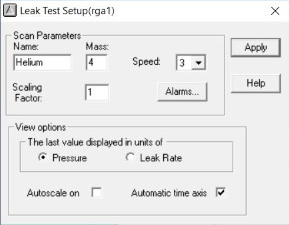 Leak Test Setup(rga1)
Scan Parameters
Name: Mass:
Helium 4 Speed: 3 Apply
Scaling Factor: 1 Alarms... Help
View options
The last value displayed in units of
Pressure Leak Rate
Autoscale on Automatic time axis